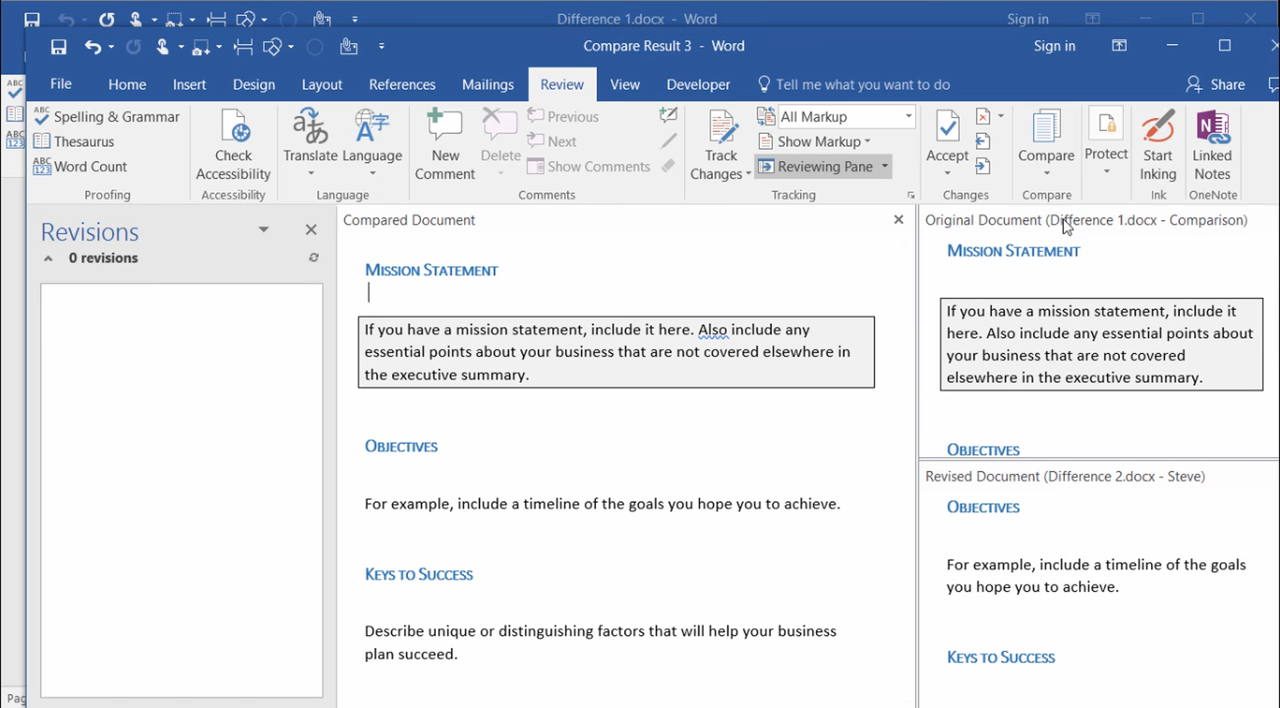 Difference 1.docx - Word Sign in
Compare Result 3 - Word Sign in
File Home Insert Design Layout References Mailings Review View Developer Tell me what you want to do Share
ABC Spelling & Grammar
Thesaurus
ABC 123 Word Count
Proofing
Check Accessibility
Accessibility
Translate Language
Language
New Comment
Delete
Previous
Next
Show Comments
Comments
Track Changes
All Markup
Show Markup
Reviewing Pane
Tracking
Accept
Changes
Compare
Compare
Protect
Start Inking
Ink
Linked Notes
OneNote
ABC
ABC
123
Revisions
0 revisions
Compared Document
Mission Statement
If you have a mission statement, include it here. Also include any
essential points about your business that are not covered elsewhere in
the executive summary.
Objectives
For example, include a timeline of the goals you hope you to achieve.
Keys to Success
Describe unique or distinguishing factors that will help your business
plan succeed.
Original Document (Difference 1.docx - Comparison)
Mission Statement
If you have a mission statement, include it
here. Also include any essential points about
your business that are not covered
elsewhere in the executive summary.
Objectives
Revised Document (Difference 2.docx - Steve)
Objectives
For example, include a timeline of the goals
you hope you to achieve.
Keys to Success
Pag